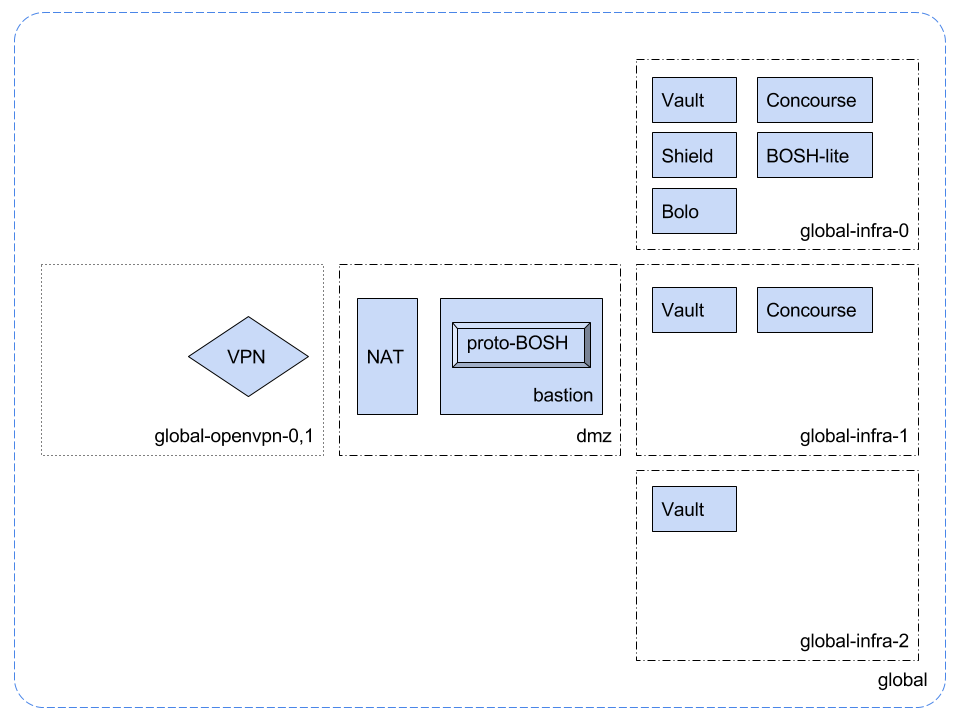 Vault
Concourse
Shield
BOSH-lite
Bolo
global-infra-0
VPN
global-openvpn-0,1
NAT
proto-BOSH
bastion
dmz
Vault
Concourse
global-infra-1
Vault
global-infra-2
global